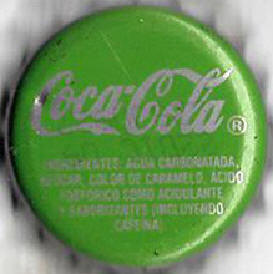 Coca-Cola®
INGREDIENTES: AGUA CARBONATADA,
AZUCAR, COLOR DE CARAMELO, ACIDO
FOSFORICO COMO ACIDULANTE
Y SABORIZANTES (INCLUYENDO
CAFEINA)